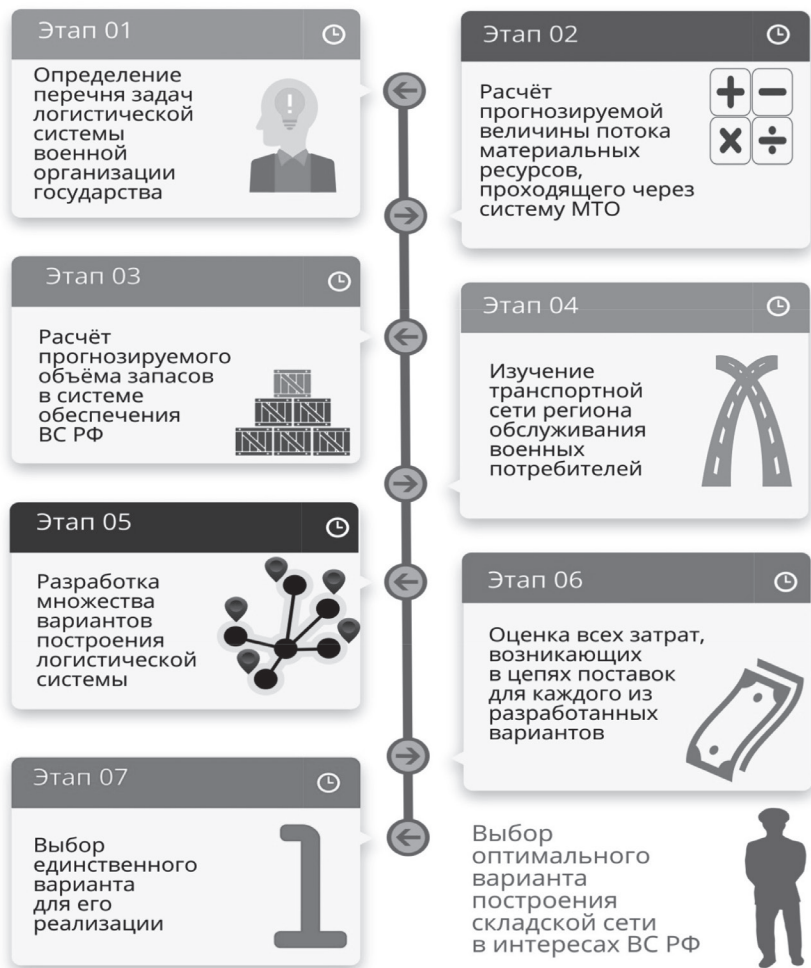 Этап 01
Определение
перечня задач
логистической
системы
военной
организации
государства
Этап 02
Расчёт
прогнозируемой
величины потока
материальных
ресурсов,
проходящего через
систему МТО
Этап 03
Расчёт
прогнозируемого
объёма запасов
в системе
обеспечения
ВС РФ
Этап 04
Изучение
транспортной
сети региона
обслуживания
военных
потребителей
Этап 05
Разработка
множества
вариантов
построения
логистической
системы
Этап 06
Оценка всех затрат,
возникающих
в цепях поставок
для каждого из
разработанных
вариантов
Этап 07
Выбор
единственного
варианта
для его
реализации
1
Выбор
оптимального
варианта
построения
складской сети
в интересах ВС РФ